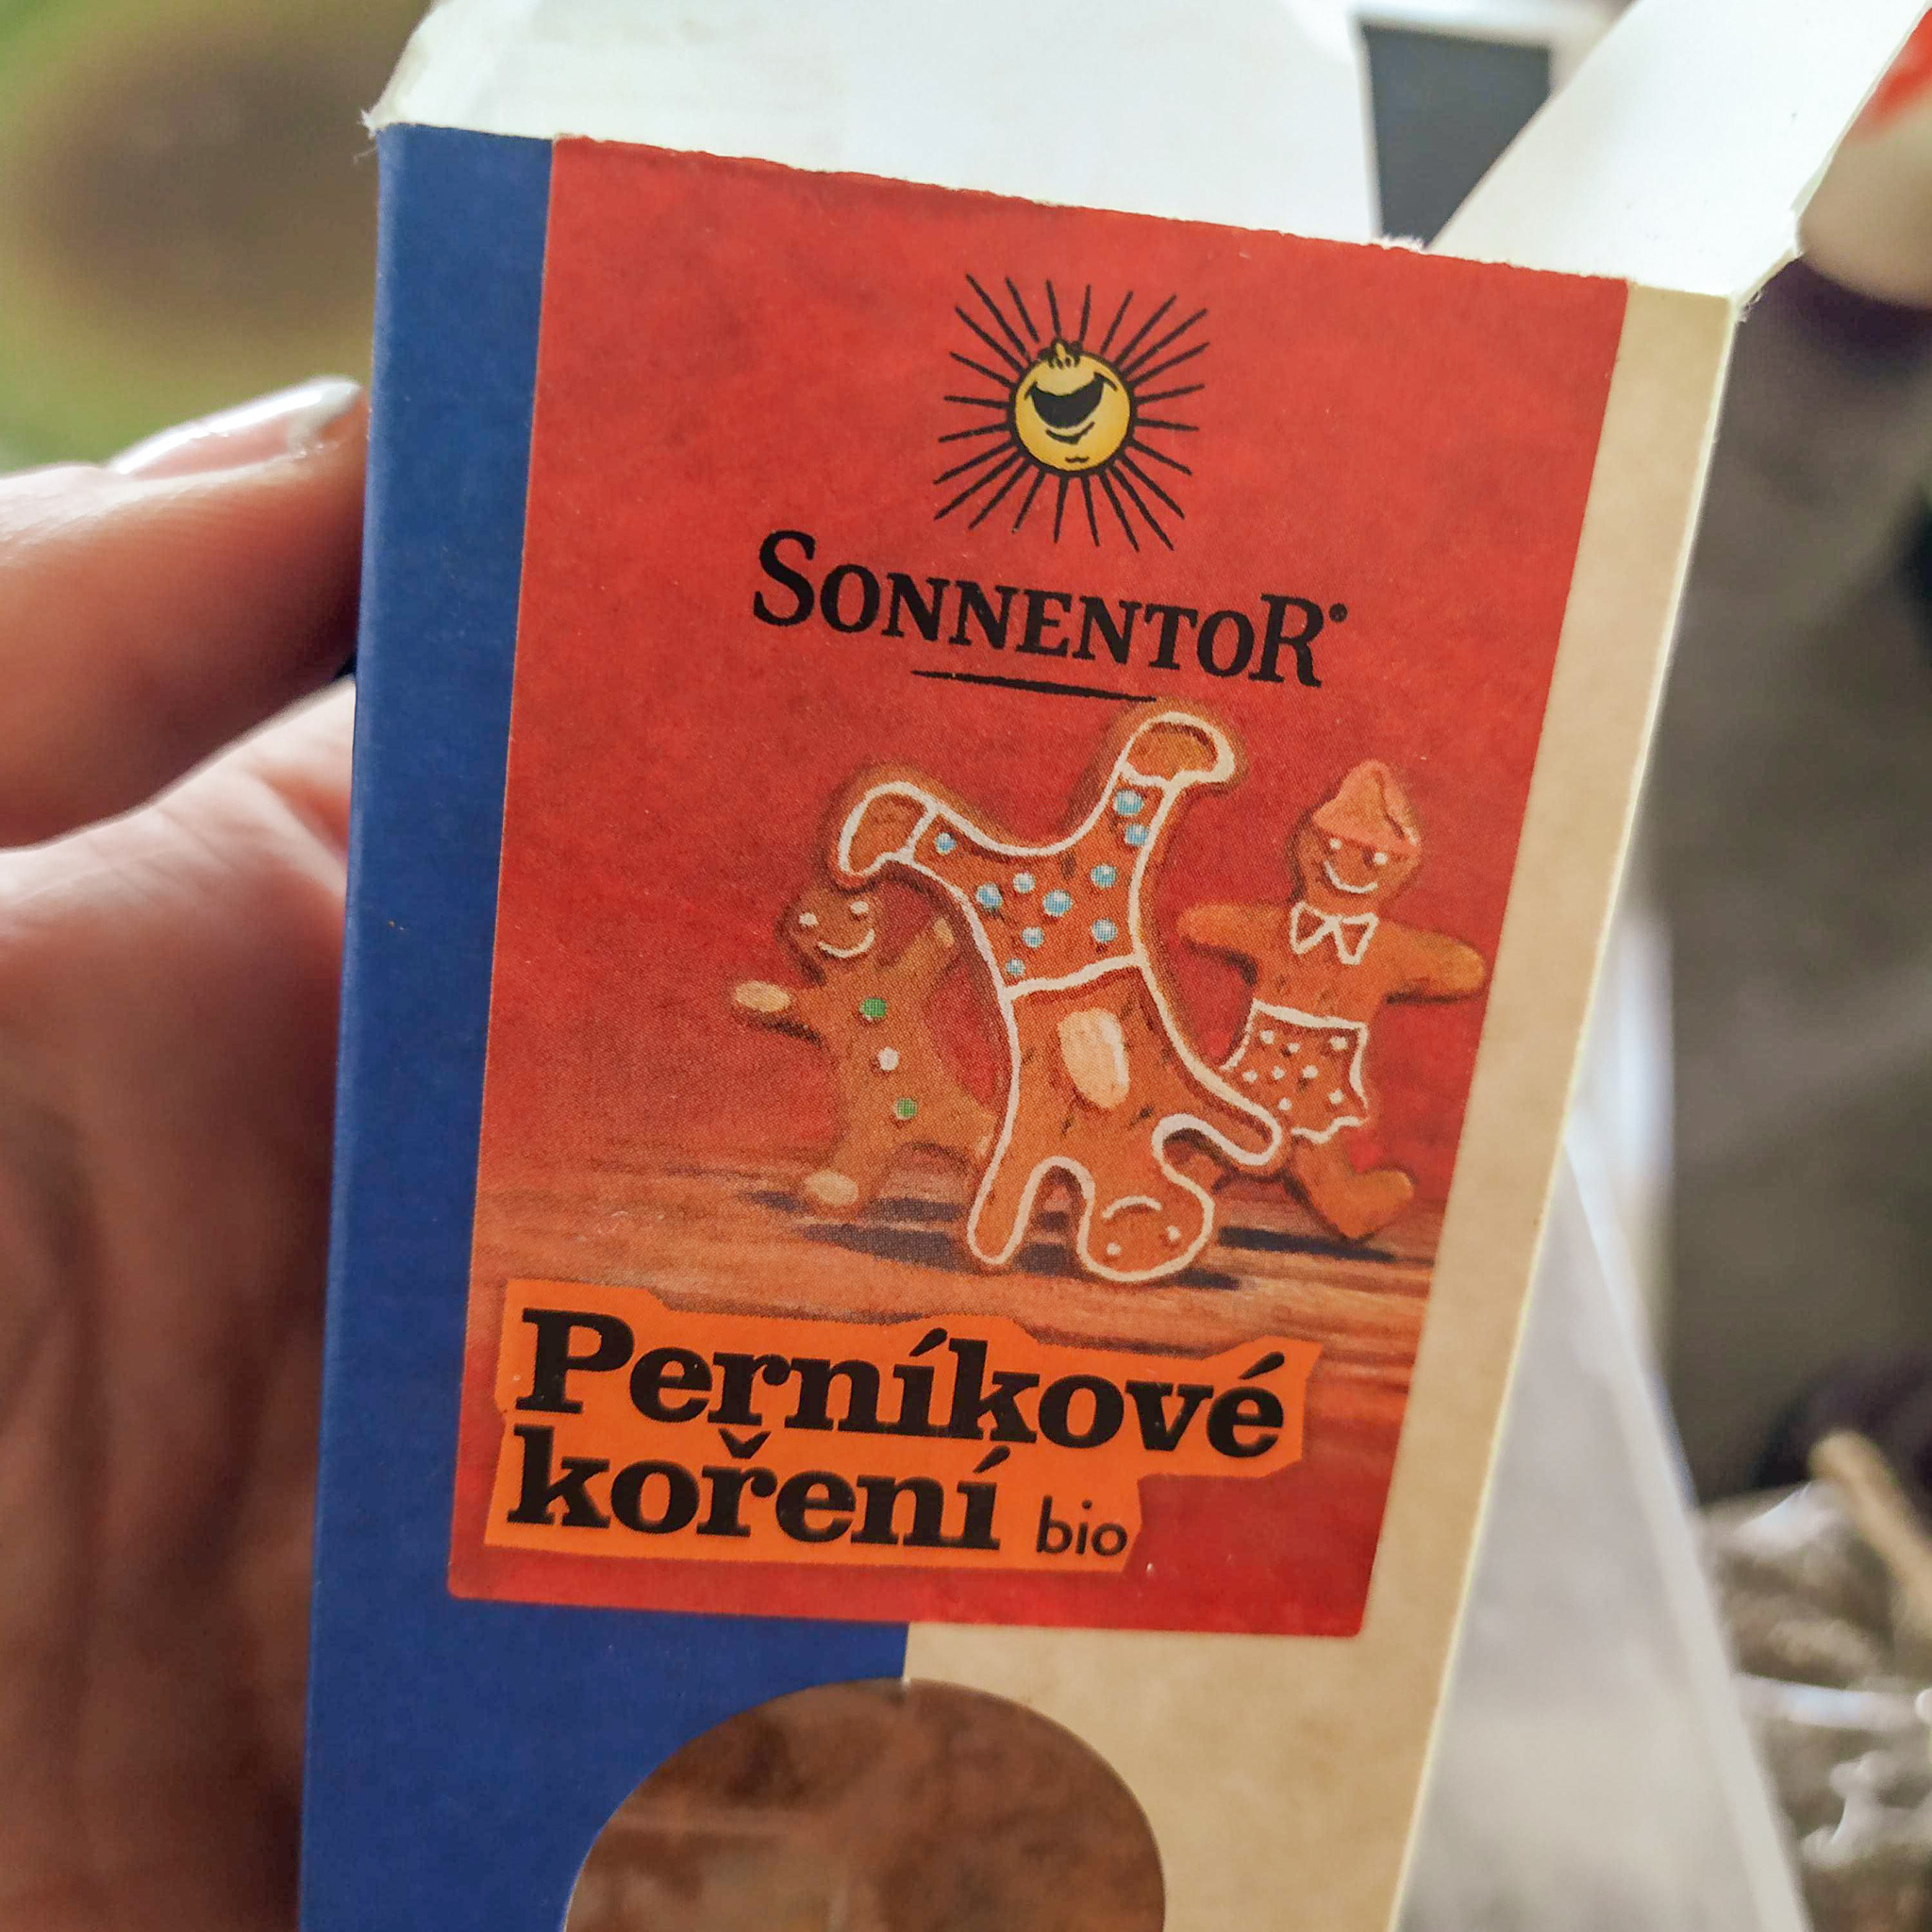 SONNENTOR®
Perníkové
koření bio